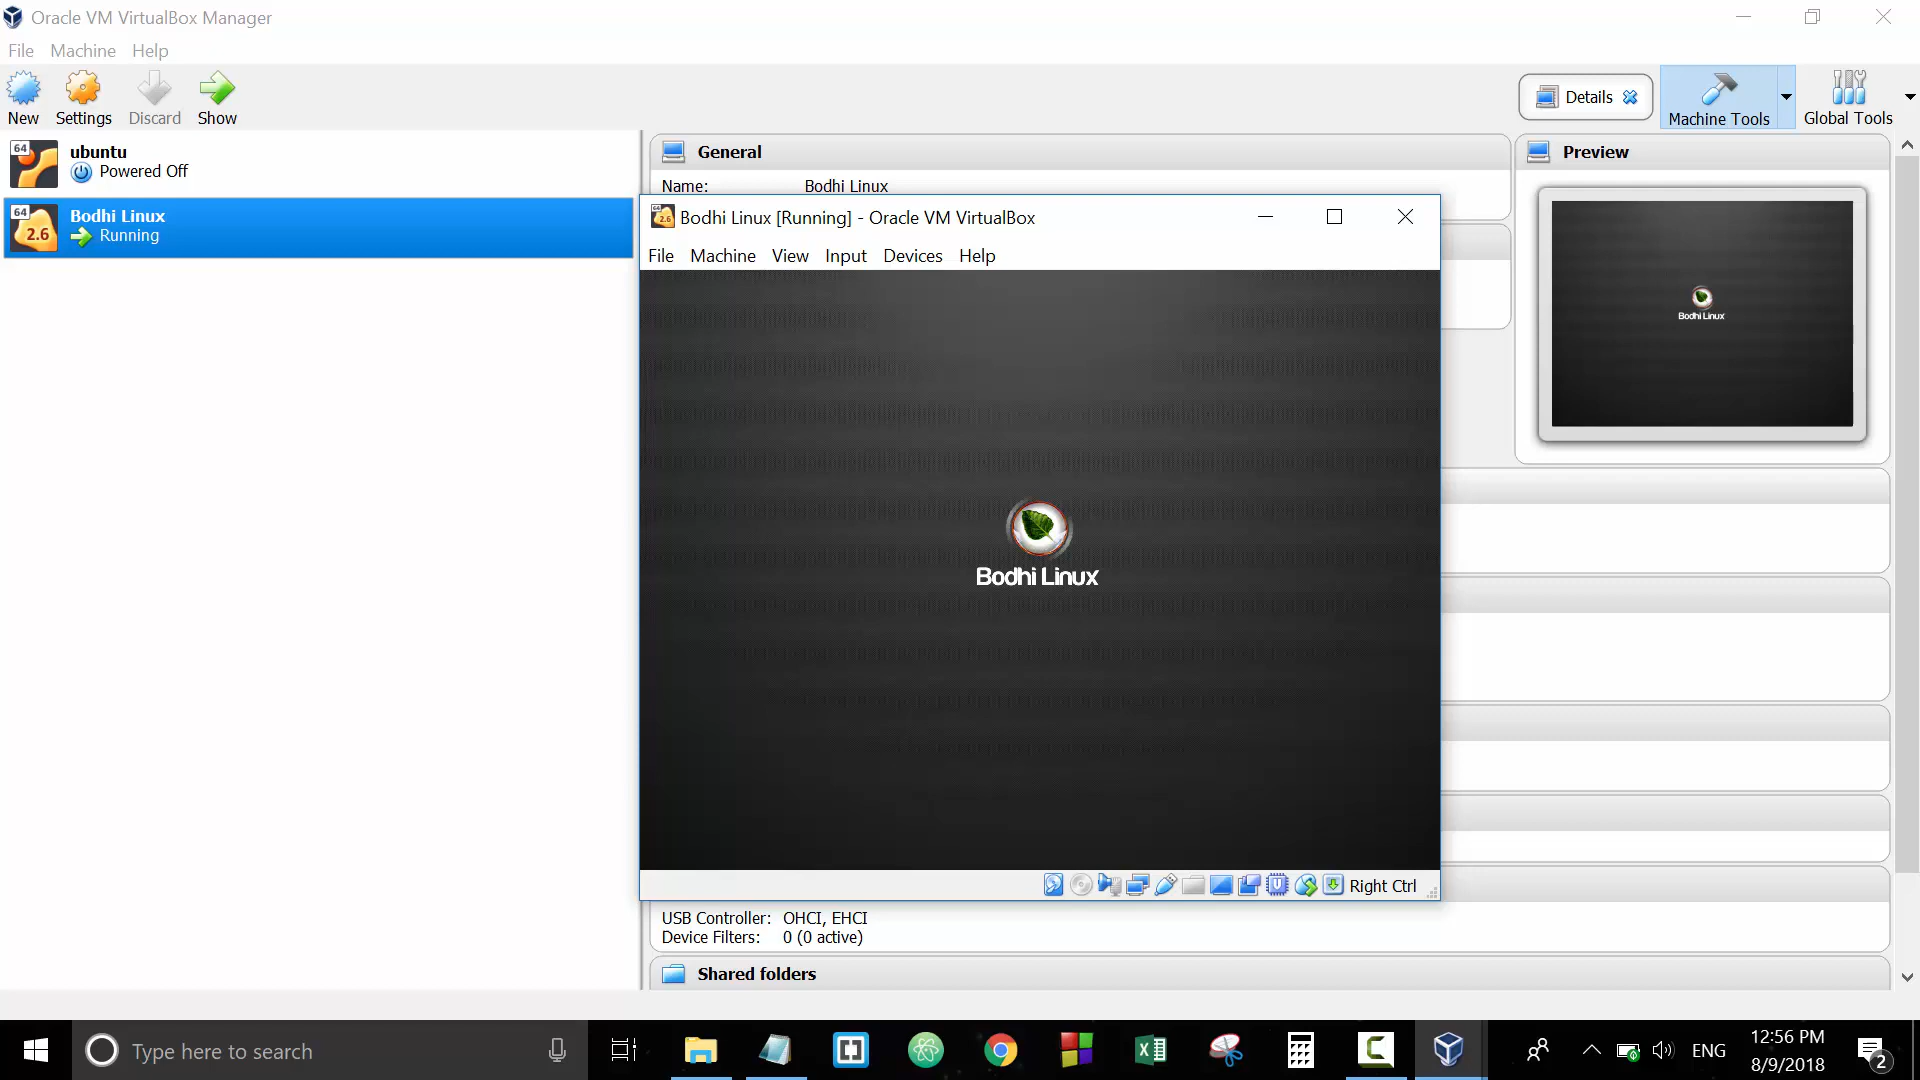 Oracle VM VirtualBox Manager
File Machine Help
New Settings Discard Show
Details
Machine Tools
Global Tools
64
ubuntu
Powered Off
64
2.6
Bodhi Linux
Running
General
Name: Bodhi Linux
Preview
Bodhi Linux
64
2.6
Bodhi Linux [Running] - Oracle VM VirtualBox
File Machine View Input Devices Help
Bodhi Linux
Right Ctrl
USB Controller: OHCI, EHCI
Device Filters: 0 (0 active)
Shared folders
Type here to search
ENG
12:56 PM
8/9/2018
2